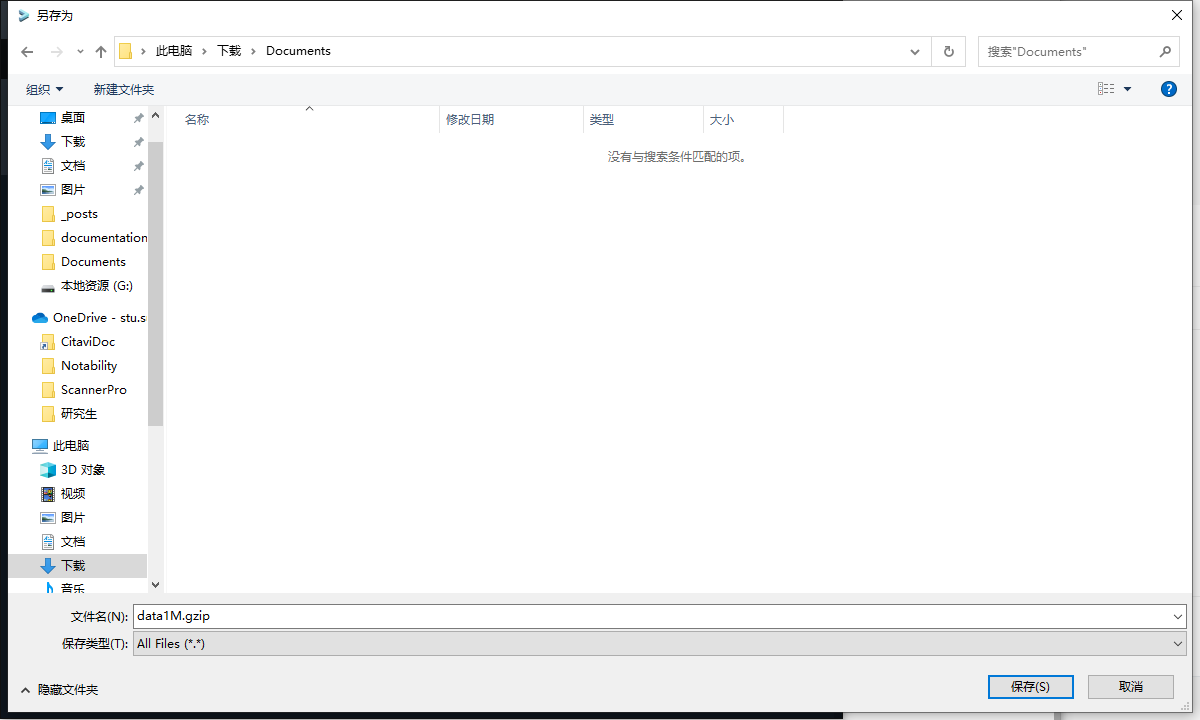 另存为
此电脑 › 下载 › Documents
搜索"Documents"
组织
新建文件夹
名称
修改日期
类型
大小
没有与搜索条件匹配的项。
桌面
下载
文档
图片
_posts
documentation
Documents
本地资源 (G:)
OneDrive - stu.s
CitaviDoc
Notability
ScannerPro
研究生
此电脑
3D 对象
视频
图片
文档
下载
音乐
文件名(N): data1M.gzip
保存类型(T): All Files (*.*)
隐藏文件夹
保存(S)
取消